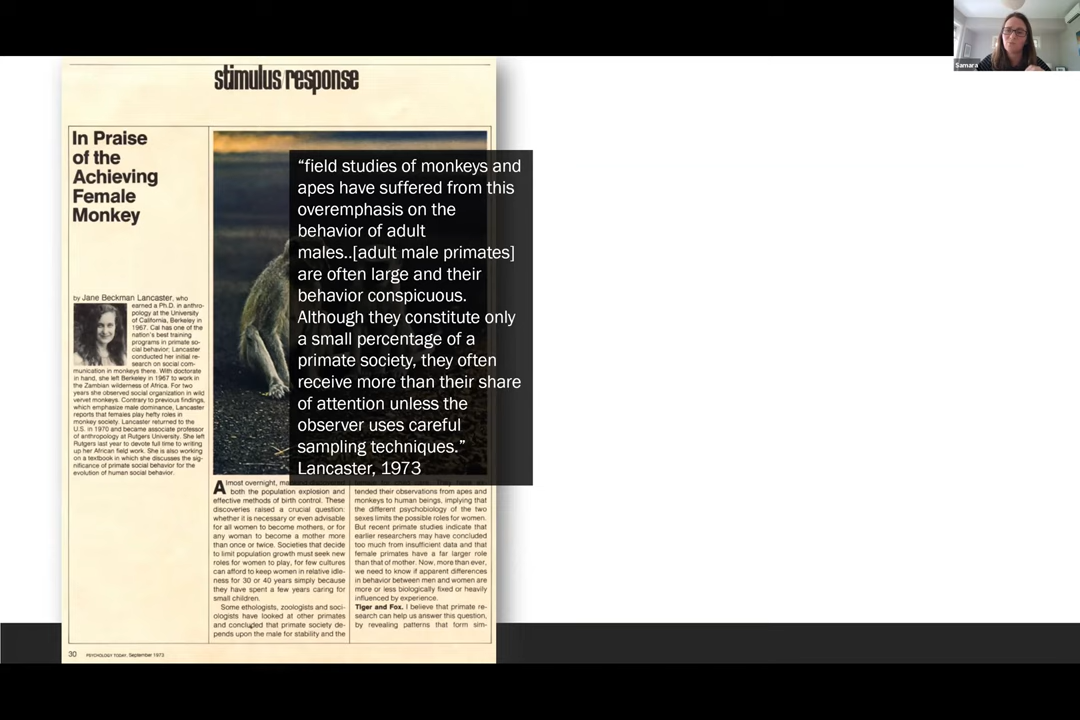 stimulus response
In Praise
of the
Achieving
Female
Monkey
by Jane Beckman Lancaster, who
earned a Ph.D. in anthro-
pology at the University
of California, Berkeley in
1967. Cal has one of the
nation's best training
programs in primate so-
cial behavior; Lancaster
conducted her initial re-
search on social com-
munication in monkeys there. With doctorate
in hand, she left Berkeley in 1967 to work in
the Zambian wilderness of Africa. For two
years she observed social organization in wild
vervet monkeys. Contrary to previous findings,
which emphasize male dominance, Lancaster
reports that females play hefty roles in
monkey society. Lancaster returned to the
U.S. in 1970 and became associate professor
of anthropology at Rutgers University. She left
Rutgers last year to devote full time to writing
up her African field work. She is also working
on a textbook in which she discusses the sig-
nificance of primate social behavior for the
evolution of human social behavior.
“field studies of monkeys and
apes have suffered from this
overemphasis on the
behavior of adult
males..[adult male primates]
are often large and their
behavior conspicuous.
Although they constitute only
a small percentage of a
primate society, they often
receive more than their share
of attention unless the
observer uses careful
sampling techniques.”
Lancaster, 1973
Almost overnight,
both the population explosion and
effective methods of birth control. These
discoveries raised a crucial question:
whether it is necessary or even advisable
for all women to become mothers, or for
any woman to become a mother more
than once or twice. Societies that decide
to limit population growth must seek new
roles for women to play, for few cultures
can afford to keep women in relative idle-
ness for 30 or 40 years simply because
they have spent a few years caring for
small children.
Some ethologists, zoologists and soci-
ologists have looked at other primates
and concluded that primate society de-
pends upon the male for stability and the
tended their observations from apes and
monkeys to human beings, implying that
the different psychobiology of the two
sexes limits the possible roles for women.
But recent primate studies indicate that
earlier researchers may have concluded
too much from insufficient data and that
female primates have a far larger role
than that of mother. Now, more than ever,
we need to know if apparent differences
in behavior between men and women are
more or less biologically fixed or heavily
influenced by experience.
Tiger and Fox. I believe that primate re-
search can help us answer this question,
by revealing patterns that form sim-
30 PSYCHOLOGY TODAY, September 1973
Samara